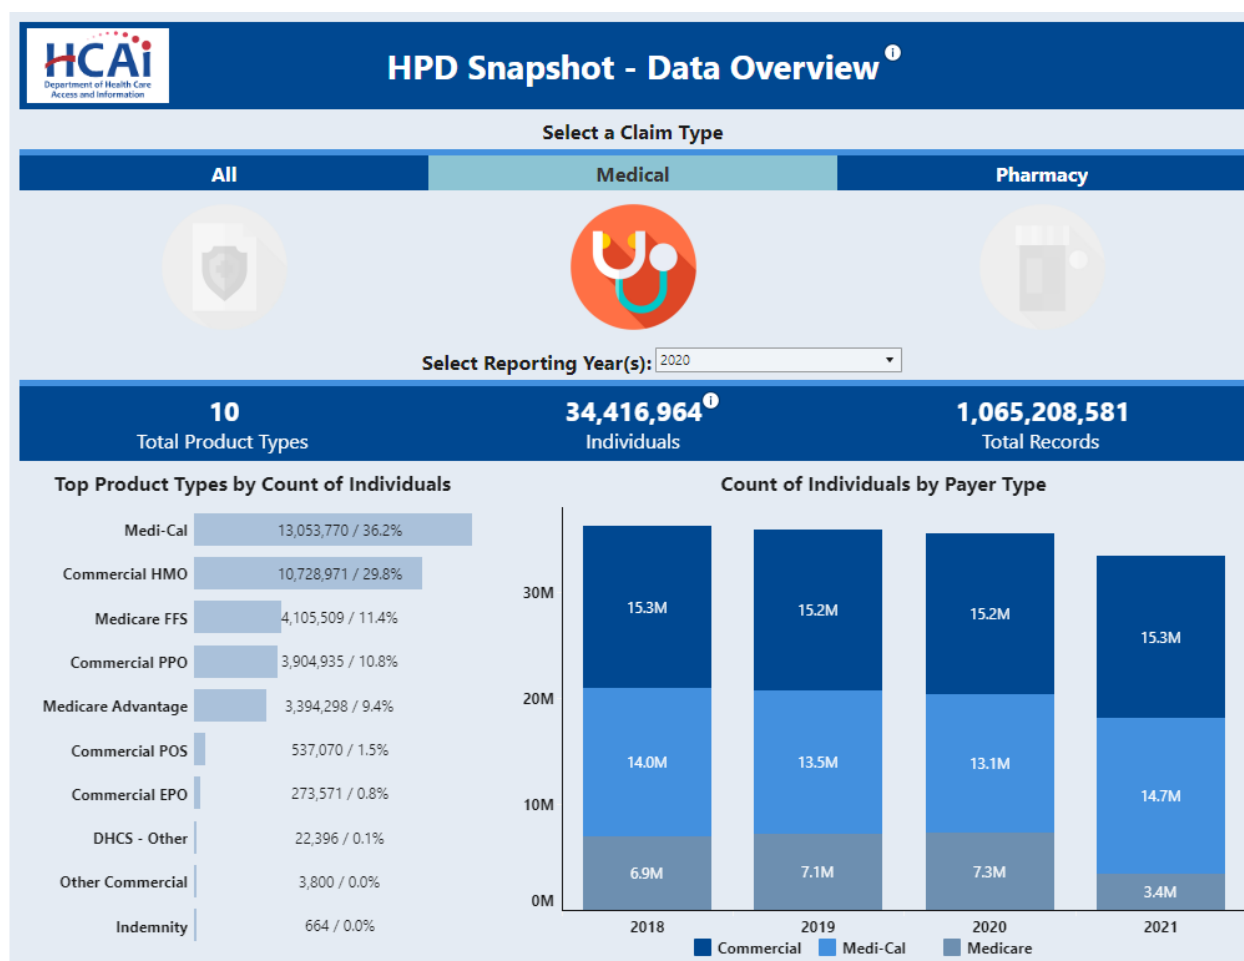 HCAi
Department of Health Care
Access and Information
HPD Snapshot - Data Overview i
Select a Claim Type
All Medical Pharmacy
Select Reporting Year(s): 2020
10 34,416,964 i 1,065,208,581
Total Product Types Individuals Total Records
Top Product Types by Count of Individuals
Medi-Cal 13,053,770 / 36.2%
Commercial HMO 10,728,971 / 29.8%
Medicare FFS 4,105,509 / 11.4%
Commercial PPO 3,904,935 / 10.8%
Medicare Advantage 3,394,298 / 9.4%
Commercial POS 537,070 / 1.5%
Commercial EPO 273,571 / 0.8%
DHCS - Other 22,396 / 0.1%
Other Commercial 3,800 / 0.0%
Indemnity 664 / 0.0%
Count of Individuals by Payer Type
30M
20M
10M
0M
15.3M 15.2M 15.2M 15.3M
14.0M 13.5M 13.1M 14.7M
6.9M 7.1M 7.3M 3.4M
2018 2019 2020 2021
Commercial Medi-Cal Medicare